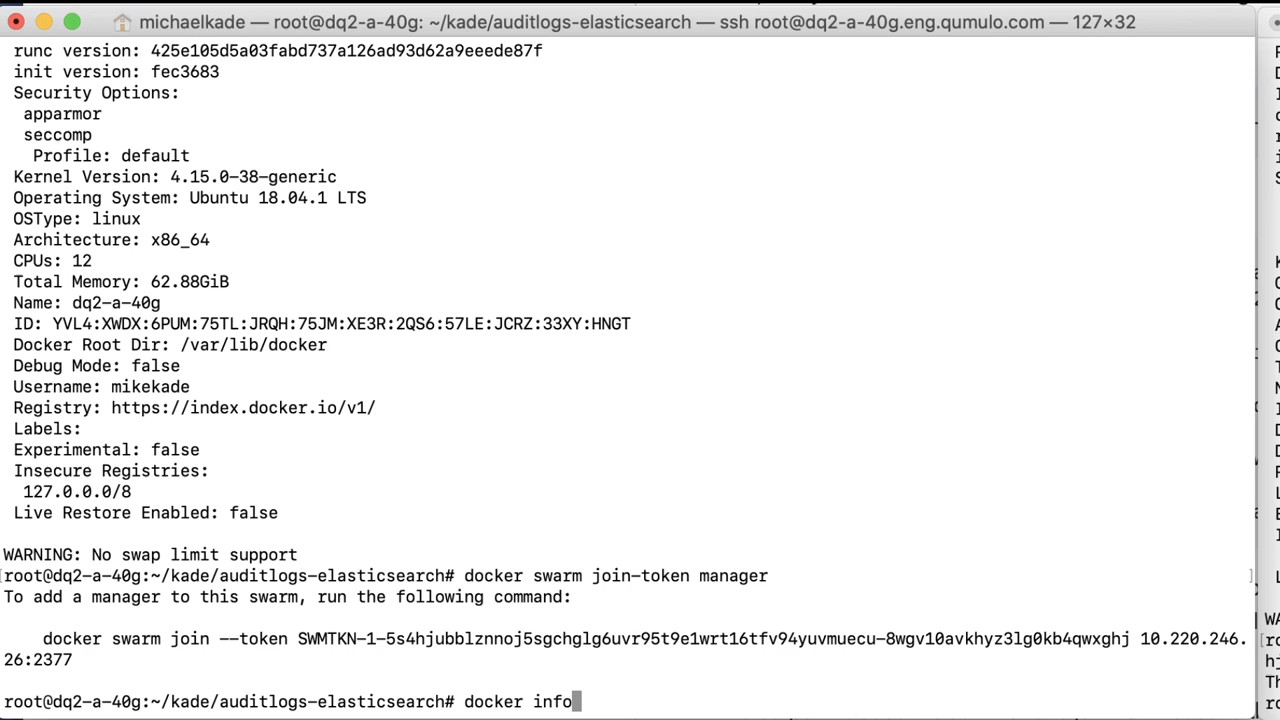 michaelkade — root@dq2-a-40g: ~/kade/auditlogs-elasticsearch — ssh root@dq2-a-40g.eng.qumulo.com — 127×32
runc version: 425e105d5a03fabd737a126ad93d62a9eeede87f
init version: fec3683
Security Options:
apparmor
seccomp
Profile: default
Kernel Version: 4.15.0-38-generic
Operating System: Ubuntu 18.04.1 LTS
OSType: linux
Architecture: x86_64
CPUs: 12
Total Memory: 62.88GiB
Name: dq2-a-40g
ID: YVL4:XWDX:6PUM:75TL:JRQH:75JM:XE3R:2QS6:57LE:JCRZ:33XY:HNGT
Docker Root Dir: /var/lib/docker
Debug Mode: false
Username: mikekade
Registry: https://index.docker.io/v1/
Labels:
Experimental: false
Insecure Registries:
127.0.0.0/8
Live Restore Enabled: false
WARNING: No swap limit support
[root@dq2-a-40g:~/kade/auditlogs-elasticsearch# docker swarm join-token manager ]
To add a manager to this swarm, run the following command:
docker swarm join --token SWMTKN-1-5s4hjubblznnoj5sgchglg6uvr95t9e1wrt16tfv94yuvmuecu-8wgv10avkhyz3lg0kb4qwxghj 10.220.246.
26:2377
root@dq2-a-40g:~/kade/auditlogs-elasticsearch# docker info